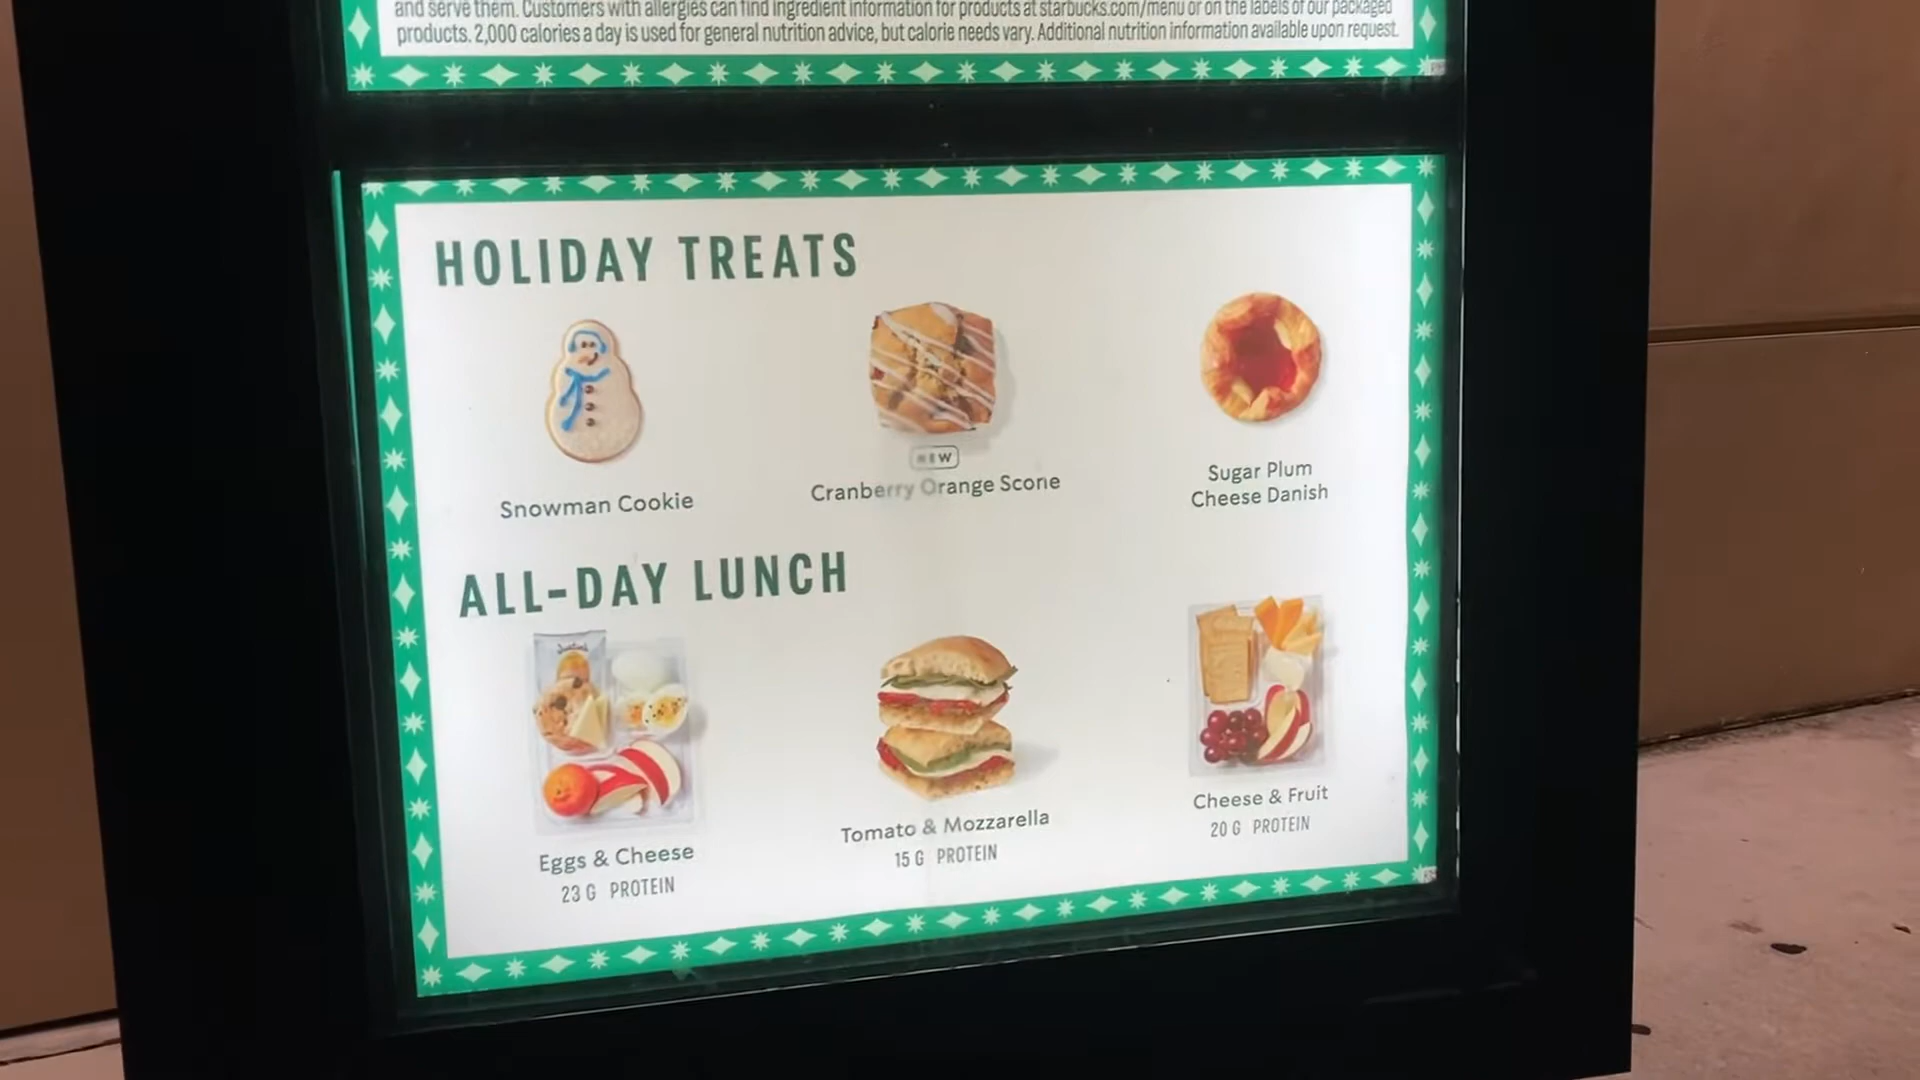 and serve them. Customers with allergies can find ingredient information for products at starbucks.com/menu or on the labels of our packaged
products. 2,000 calories a day is used for general nutrition advice, but calorie needs vary. Additional nutrition information available upon request.
HOLIDAY TREATS
Snowman Cookie
NEW
Cranberry Orange Scone
Sugar Plum
Cheese Danish
ALL-DAY LUNCH
Justin's
Eggs & Cheese
23 G PROTEIN
Tomato & Mozzarella
15 G PROTEIN
Cheese & Fruit
20 G PROTEIN